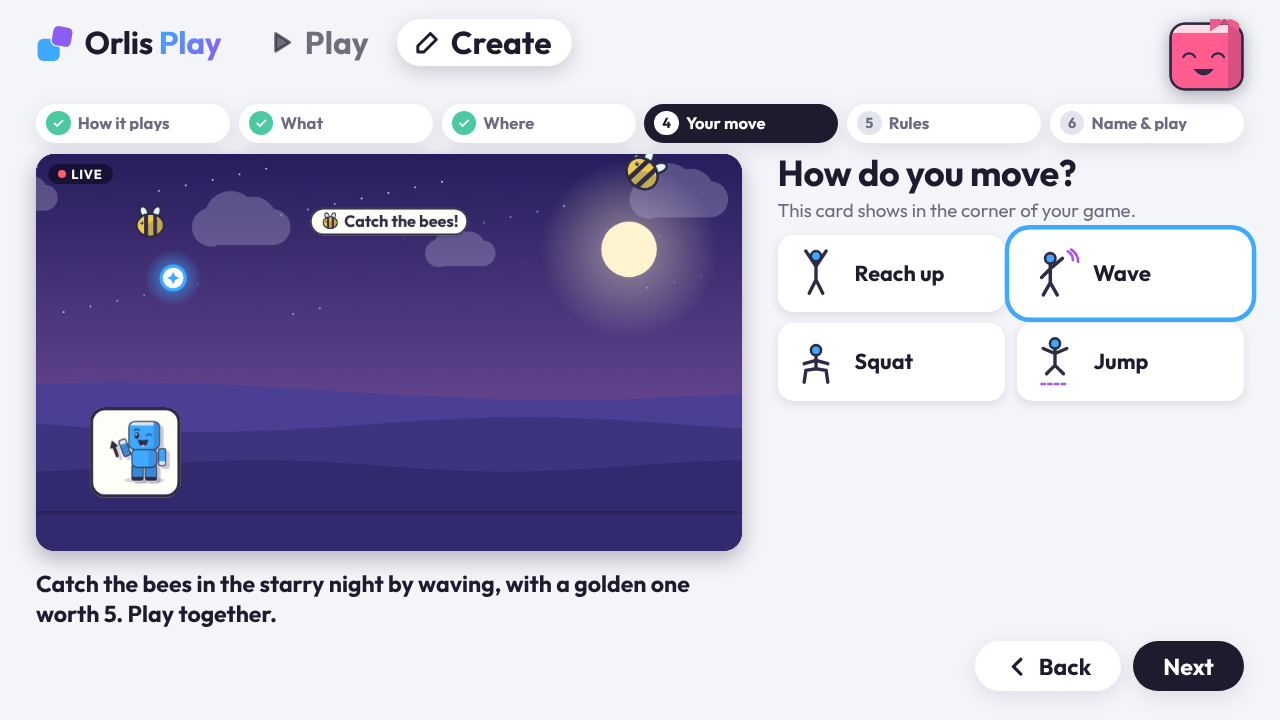 Orlis Play
Play
Create
How it plays
What
Where
4 Your move
5 Rules
6 Name & play
LIVE
Catch the bees!
How do you move?
This card shows in the corner of your game.
Reach up
Wave
Squat
Jump
Catch the bees in the starry night by waving, with a golden one
worth 5. Play together.
Back
Next